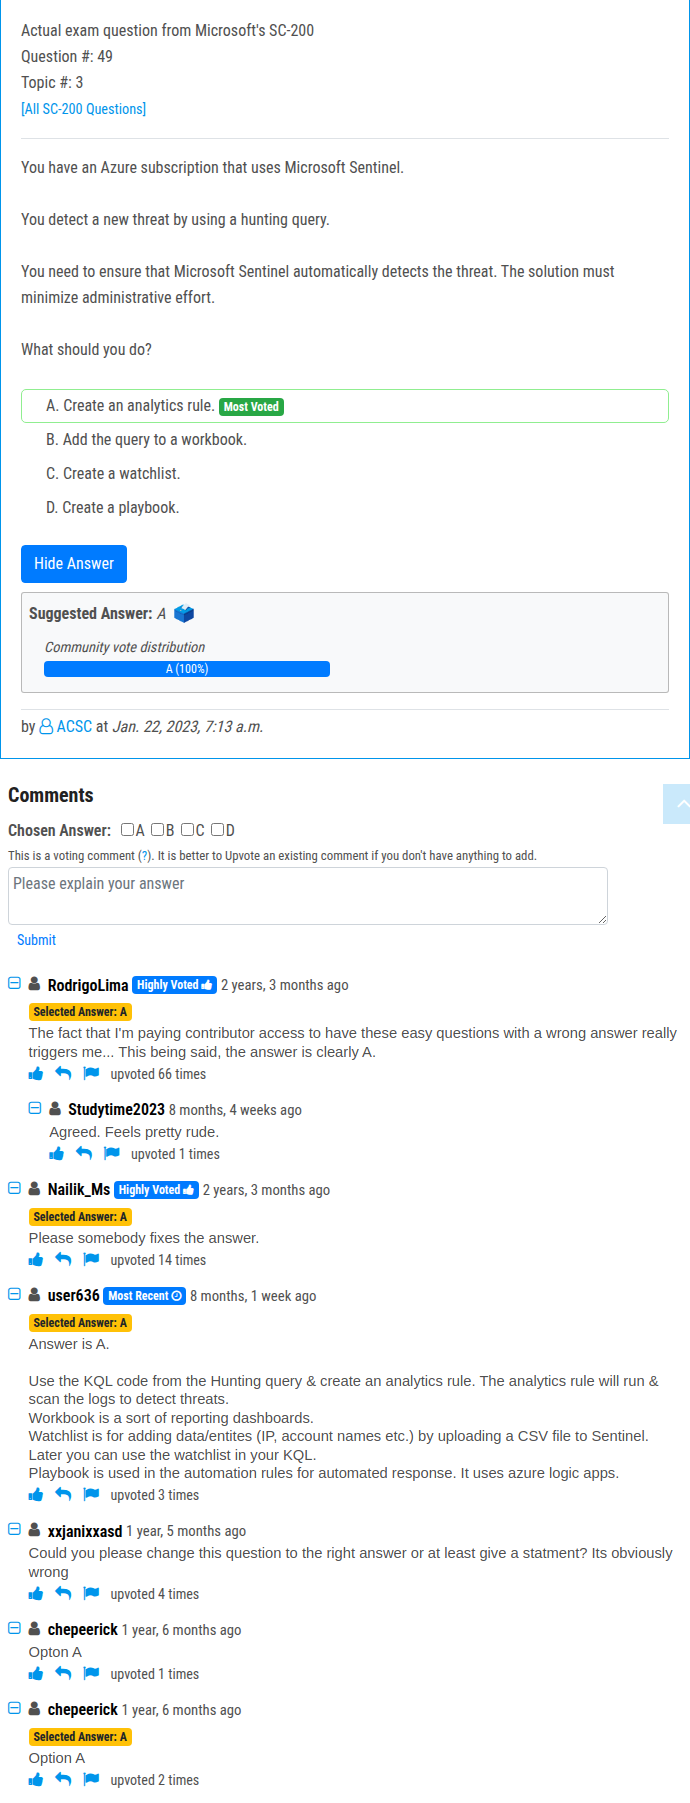 Actual exam question from Microsoft's SC-200
Question #: 49
Topic #: 3
[All SC-200 Questions]
You have an Azure subscription that uses Microsoft Sentinel.
You detect a new threat by using a hunting query.
You need to ensure that Microsoft Sentinel automatically detects the threat. The solution must
minimize administrative effort.
What should you do?
A. Create an analytics rule. Most Voted
B. Add the query to a workbook.
C. Create a watchlist.
D. Create a playbook.
Hide Answer
Suggested Answer: A
Community vote distribution
A (100%)
by ACSC at Jan. 22, 2023, 7:13 a.m.
Comments
Chosen Answer: A B C D
This is a voting comment (?). It is better to Upvote an existing comment if you don't have anything to add.
Please explain your answer
Submit
RodrigoLima Highly Voted 2 years, 3 months ago
Selected Answer: A
The fact that I'm paying contributor access to have these easy questions with a wrong answer really
triggers me... This being said, the answer is clearly A.
upvoted 66 times
Studytime2023 8 months, 4 weeks ago
Agreed. Feels pretty rude.
upvoted 1 times
Nailik_Ms Highly Voted 2 years, 3 months ago
Selected Answer: A
Please somebody fixes the answer.
upvoted 14 times
user636 Most Recent 8 months, 1 week ago
Selected Answer: A
Answer is A.
Use the KQL code from the Hunting query & create an analytics rule. The analytics rule will run &
scan the logs to detect threats.
Workbook is a sort of reporting dashboards.
Watchlist is for adding data/entites (IP, account names etc.) by uploading a CSV file to Sentinel.
Later you can use the watchlist in your KQL.
Playbook is used in the automation rules for automated response. It uses azure logic apps.
upvoted 3 times
xxjanixxasd 1 year, 5 months ago
Could you please change this question to the right answer or at least give a statment? Its obviously
wrong
upvoted 4 times
chepeerick 1 year, 6 months ago
Opton A
upvoted 1 times
chepeerick 1 year, 6 months ago
Selected Answer: A
Option A
upvoted 2 times